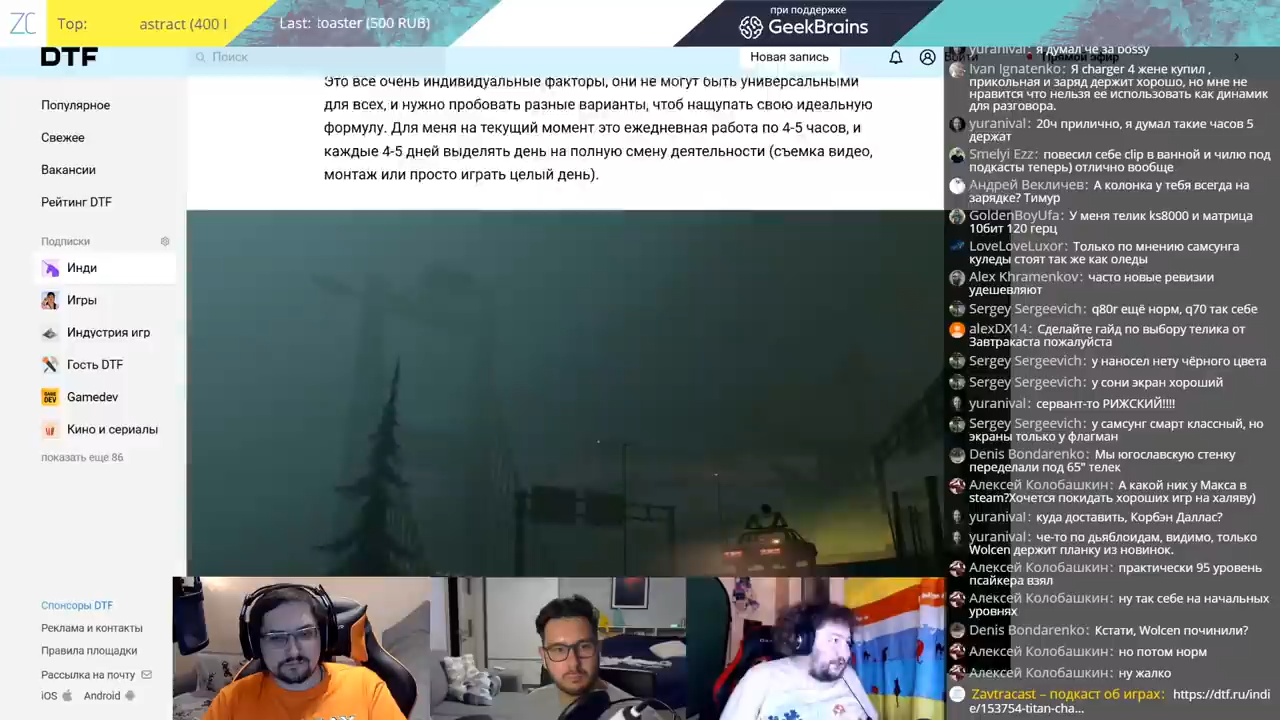 ZC
Top:
astract (400 I
Last:
toaster (500 RUB)
при поддержке
GeekBrains
DTF
Поиск
Новая запись
Войти
Прямой эфир
Популярное
Свежее
Вакансии
Рейтинг DTF
Подписки
Инди
Игры
Индустрия игр
Гость DTF
GAME DEV
Gamedev
Кино и сериалы
показать еще 86
Спонсоры DTF
Реклама и контакты
Правила площадки
Рассылка на почту
iOS
Android
Это все очень индивидуальные факторы, они не могут быть универсальными
для всех, и нужно пробовать разные варианты, чтоб нащупать свою идеальную
формулу. Для меня на текущий момент это ежедневная работа по 4-5 часов, и
каждые 4-5 дней выделять день на полную смену деятельности (съемка видео,
монтаж или просто играть целый день).
yuranival: я думал че за bossy
Ivan Ignatenko: Я charger 4 жене купил ,
прикольная и заряд держит хорошо, но мне не
нравится что нельзя её использовать как динамик
для разговора.
yuranival: 20ч прилично, я думал такие часов 5
держат
Smelyi Ezz: повесил себе clip в ванной и чилю под
подкасты теперь) отлично вообще
Андрей Векличев: А колонка у тебя всегда на
зарядке? Тимур
GoldenBoyUfa: У меня телик ks8000 и матрица
10бит 120 герц
LoveLoveLuxor: Только по мнению самсунга
куледы стоят так же как оледы
Alex Khramenkov: часто новые ревизии
удешевляют
Sergey Sergeevich: q80r ещё норм, q70 так себе
alexDX14: Сделайте гайд по выбору телика от
Завтракаста пожалуйста
Sergey Sergeevich: у наносел нету чёрного цвета
Sergey Sergeevich: у сони экран хороший
yuranival: сервант-то РИЖСКИЙ!!!!
Sergey Sergeevich: у самсунг смарт классный, но
экраны только у флагман
Denis Bondarenko: Мы югославскую стенку
переделали под 65" телек
Алексей Колобашкин: А какой ник у Макса в
steam?Хочется покидать хороших игр на халяву)
yuranival: куда доставить, Корбэн Даллас?
yuranival: че-то по дьяблоидам, видимо, только
Wolcen держит планку из новинок.
Алексей Колобашкин: практически 95 уровень
псайкера взял
Алексей Колобашкин: ну так себе на начальных
уровнях
Denis Bondarenko: Кстати, Wolcen починили?
Алексей Колобашкин: но потом норм
Алексей Колобашкин: ну жалко
Zavtracast – подкаст об играх: https://dtf.ru/indi
e/153754-titan-cha...